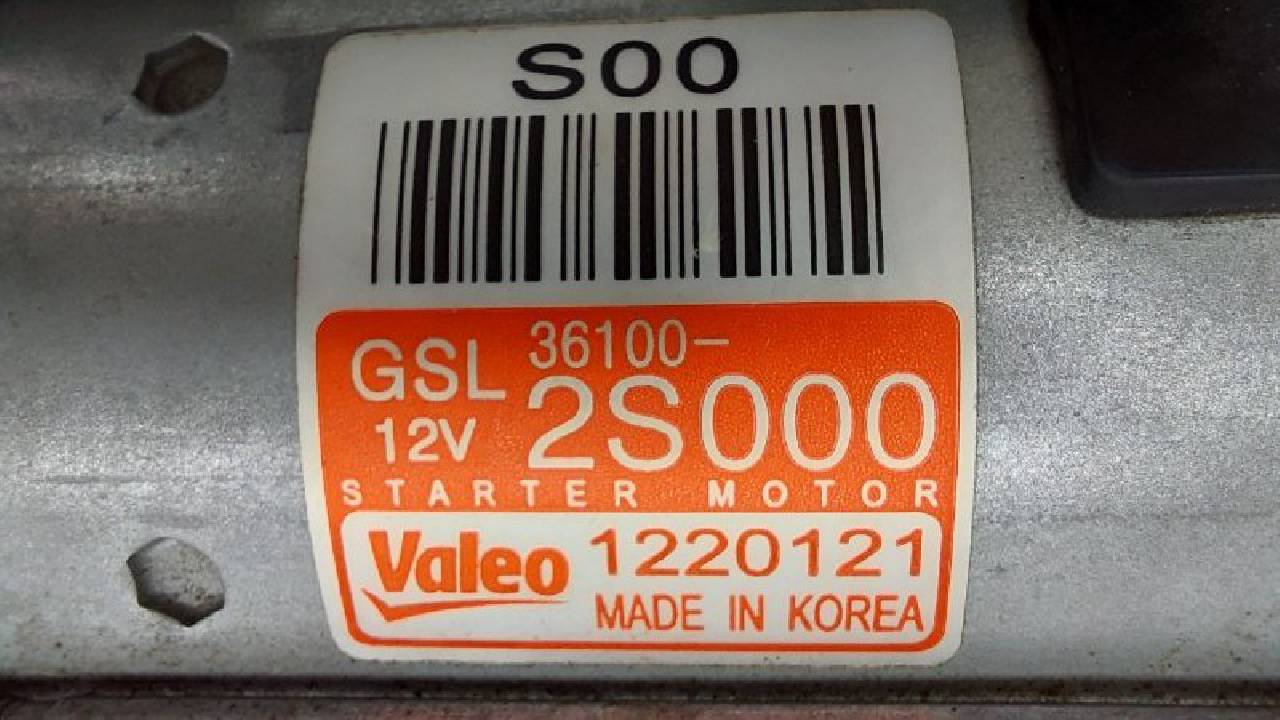 S00
GSL 36100-
12V 2S000
STARTER MOTOR
Valeo 1220121
MADE IN KOREA